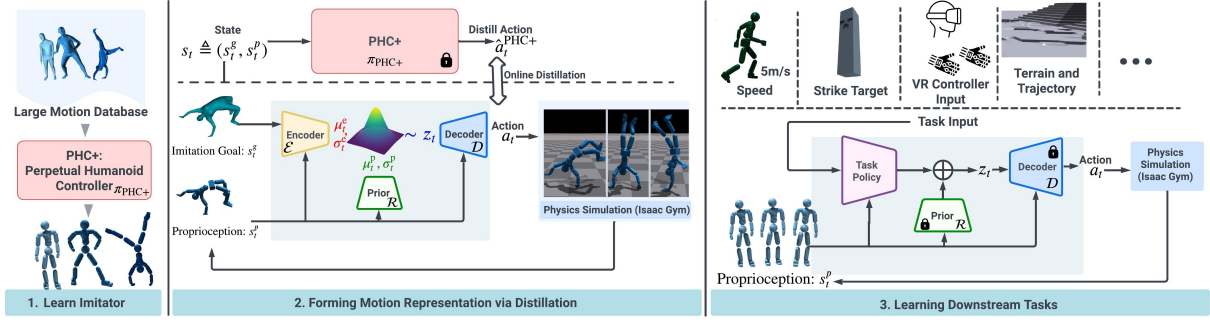 Large Motion Database
PHC+:
Perpetual Humanoid
Controller π_PHC+
1. Learn Imitator
State
s_t ≜ (s_t^g, s_t^p)
PHC+
π_PHC+
Distill Action
â_t^PHC+
Online Distillation
Imitation Goal: s_t^g
Encoder
ℰ
μ_t^e,
σ_t^e
μ_t^p, σ_t^p
∼ z_t
Decoder
𝒟
Action
a_t
Prior
ℛ
Proprioception: s_t^p
Physics Simulation (Isaac Gym)
2. Forming Motion Representation via Distillation
5m/s
Speed
Strike Target
VR Controller
Input
Terrain and
Trajectory
Task Input
Task
Policy
z_t
Decoder
𝒟
Action
a_t
Physics
Simulation
(Isaac Gym)
Prior
ℛ
Proprioception: s_t^p
3. Learning Downstream Tasks